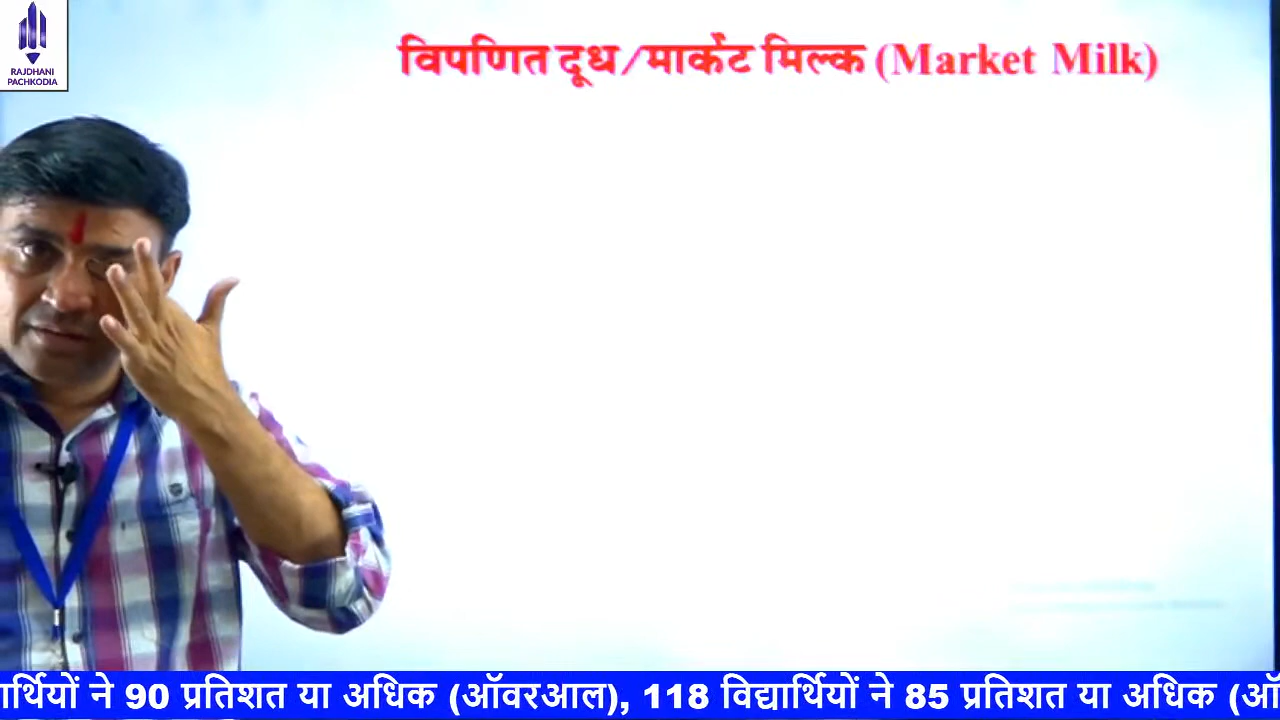 RAJDHANI
PACHKODIA
विपणित दूध/मार्केट मिल्क (Market Milk)
र्थियों ने 90 प्रतिशत या अधिक (ऑवरआल), 118 विद्यार्थियों ने 85 प्रतिशत या अधिक (ऑ